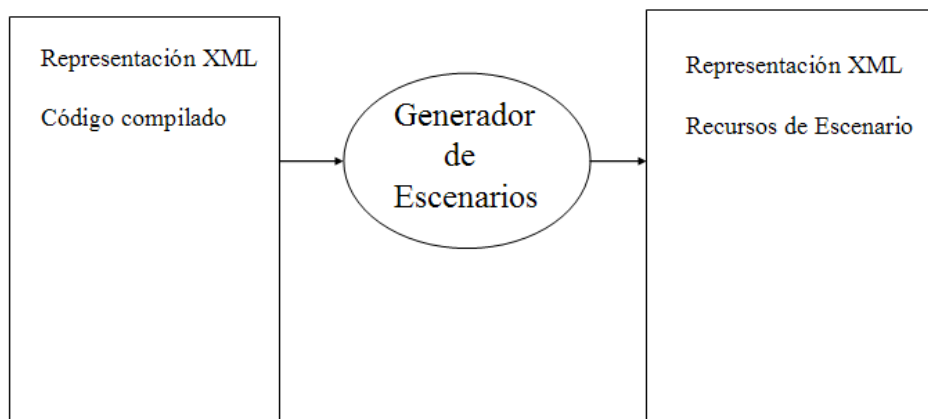 Representación XML
Código compilado
Generador
de
Escenarios
Representación XML
Recursos de Escenario